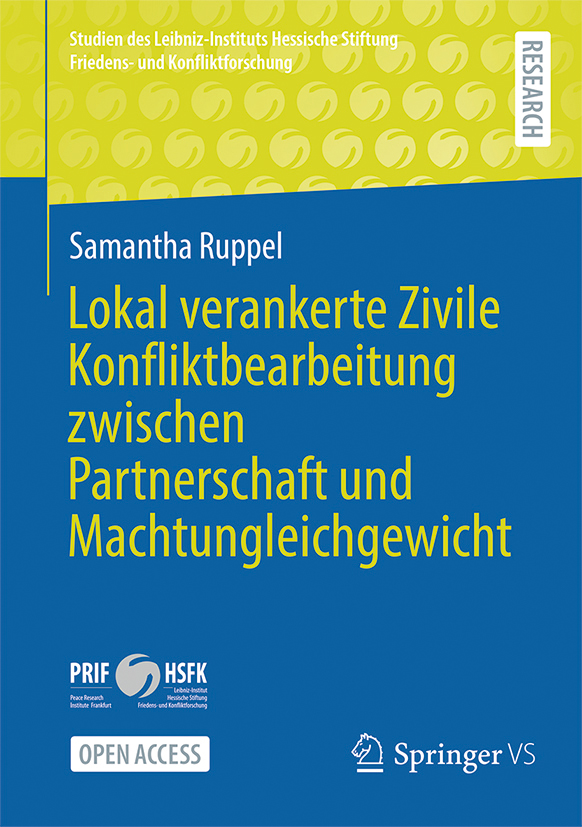 Studien des Leibniz-Instituts Hessische Stiftung
Friedens- und Konfliktforschung
RESEARCH
Samantha Ruppel
Lokal verankerte Zivile
Konfliktbearbeitung
zwischen
Partnerschaft und
Machtungleichgewicht
PRIF HSFK
Peace Research
Institute Frankfurt
Leibniz-Institut
Hessische Stiftung
Friedens- und Konfliktforschung
OPEN ACCESS
Springer VS